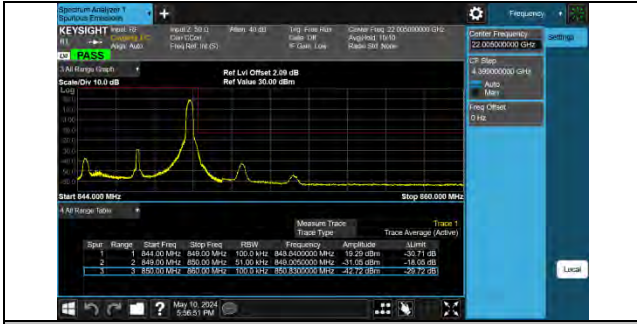 Spectrum Analyzer 1
Spurious Emissions
+
Frequency
KEYSIGHT Input: RF Input Z: 50 Ω Atten: 40 dB Trig: Free Run Center Freq: 22.005000000 GHz
Corr CCorr Gate: Off Avg|Hold: 10/10
Align: Auto Freq Ref: Int (S) IF Gain: Low Radio Std: None
PASS
Center Frequency
22.005000000 GHz
Settings
CF Step
4.399000000 GHz
Auto
Man
Freq Offset
0 Hz
3 All Range Graph
Ref Lvl Offset 2.09 dB
Scale/Div 10.0 dB
Ref Value 30.00 dBm
Log
Start 844.000 MHz
Stop 860.000 MHz
4 All Range Table
Measure Trace Trace 1
Trace Type Trace Average (Active)
Spur Range Start Freq Stop Freq RBW Frequency Amplitude ΔLimit
1 1 844.00 MHz 849.00 MHz 100.0 kHz 848.8400000 MHz 19.29 dBm -30.71 dB
2 2 849.00 MHz 850.00 MHz 51.00 kHz 849.0050000 MHz -31.05 dBm -18.05 dB
3 3 850.00 MHz 860.00 MHz 100.0 kHz 850.8300000 MHz -42.72 dBm -29.72 dB
Local
?
May 10, 2024
5:56:51 PM